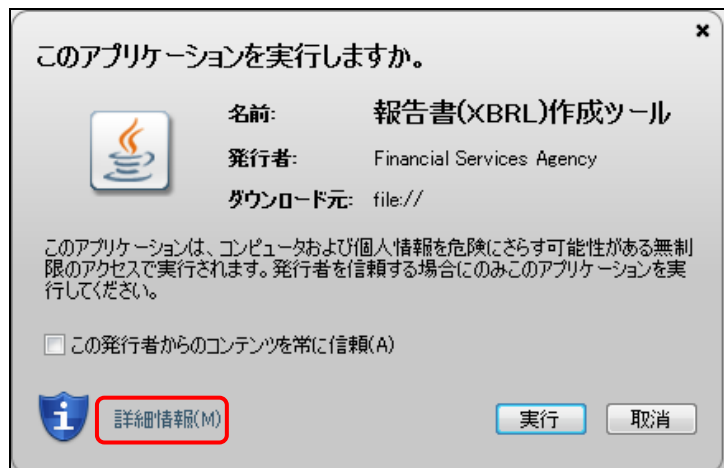 このアプリケーションを実行しますか。
名前: 報告書(XBRL)作成ツール
発行者: Financial Services Agency
ダウンロード元: file://
このアプリケーションは、コンピュータおよび個人情報を危険にさらす可能性がある無制
限のアクセスで実行されます。発行者を信頼する場合にのみこのアプリケーションを実
行してください。
この発行者からのコンテンツを常に信頼(A)
詳細情報(M) 実行 取消